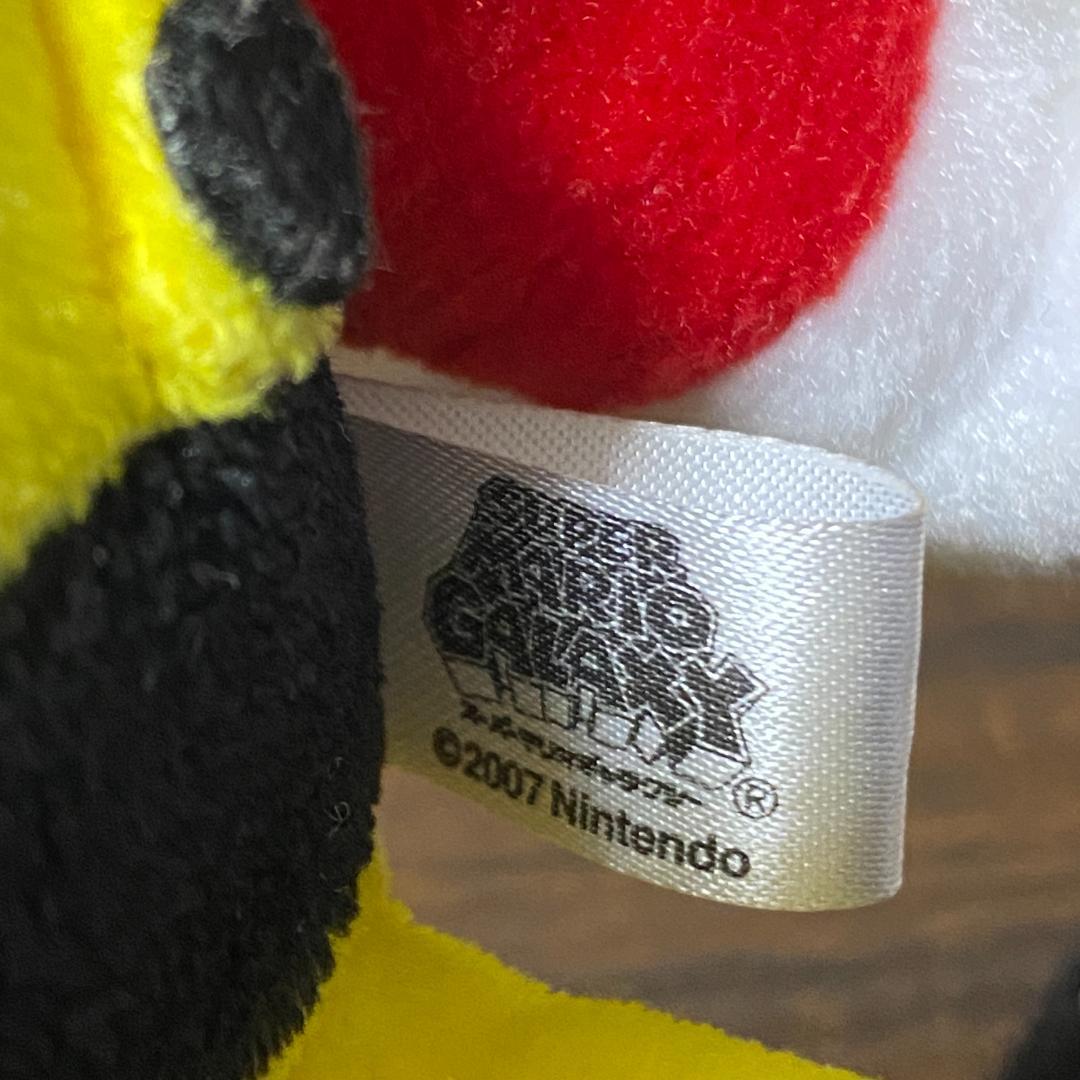 SUPER
MARIO
GALAXY
スーパーマリオギャラクシー
®
©2007 Nintendo